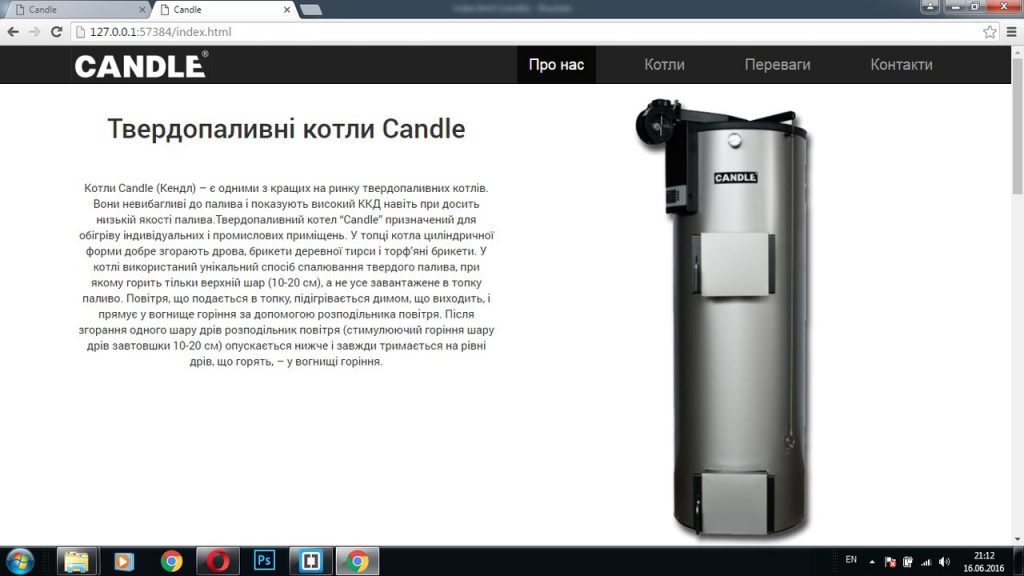 Candle
Candle
127.0.0.1:57384/index.html
CANDLE®
Про нас
Котли
Переваги
Контакти
Твердопаливні котли Candle
Котли Candle (Кендл) – є одними з кращих на ринку твердопаливних котлів.
Вони невибагливі до палива і показують високий ККД навіть при досить
низькій якості палива.Твердопаливний котел “Candle” призначений для
обігріву індивідуальних і промислових приміщень. У топці котла циліндричної
форми добре згорають дрова, брикети деревної тирси і торф'яні брикети. У
котлі використаний унікальний спосіб спалювання твердого палива, при
якому горить тільки верхній шар (10-20 см), а не усе завантажене в топку
паливо. Повітря, що подається в топку, підігрівається димом, що виходить, і
прямує у вогнище горіння за допомогою розподільника повітря. Після
згорання одного шару дрів розподільник повітря (стимулюючий горіння шару
дрів завтовшки 10-20 см) опускається нижче і завжди тримається на рівні
дрів, що горять, – у вогнищі горіння.
CANDLE
Ps
EN
21:12
16.06.2016